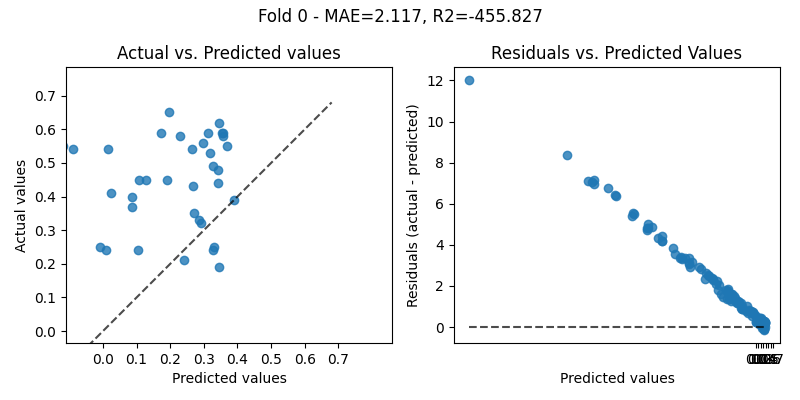 Fold 0 - MAE=2.117, R2=-455.827
Actual vs. Predicted values
Actual values
0.7
0.6
0.5
0.4
0.3
0.2
0.1
0.0
0.0 0.1 0.2 0.3 0.4 0.5 0.6 0.7
Predicted values
Residuals vs. Predicted Values
Residuals (actual - predicted)
12
10
8
6
4
2
0
Predicted values